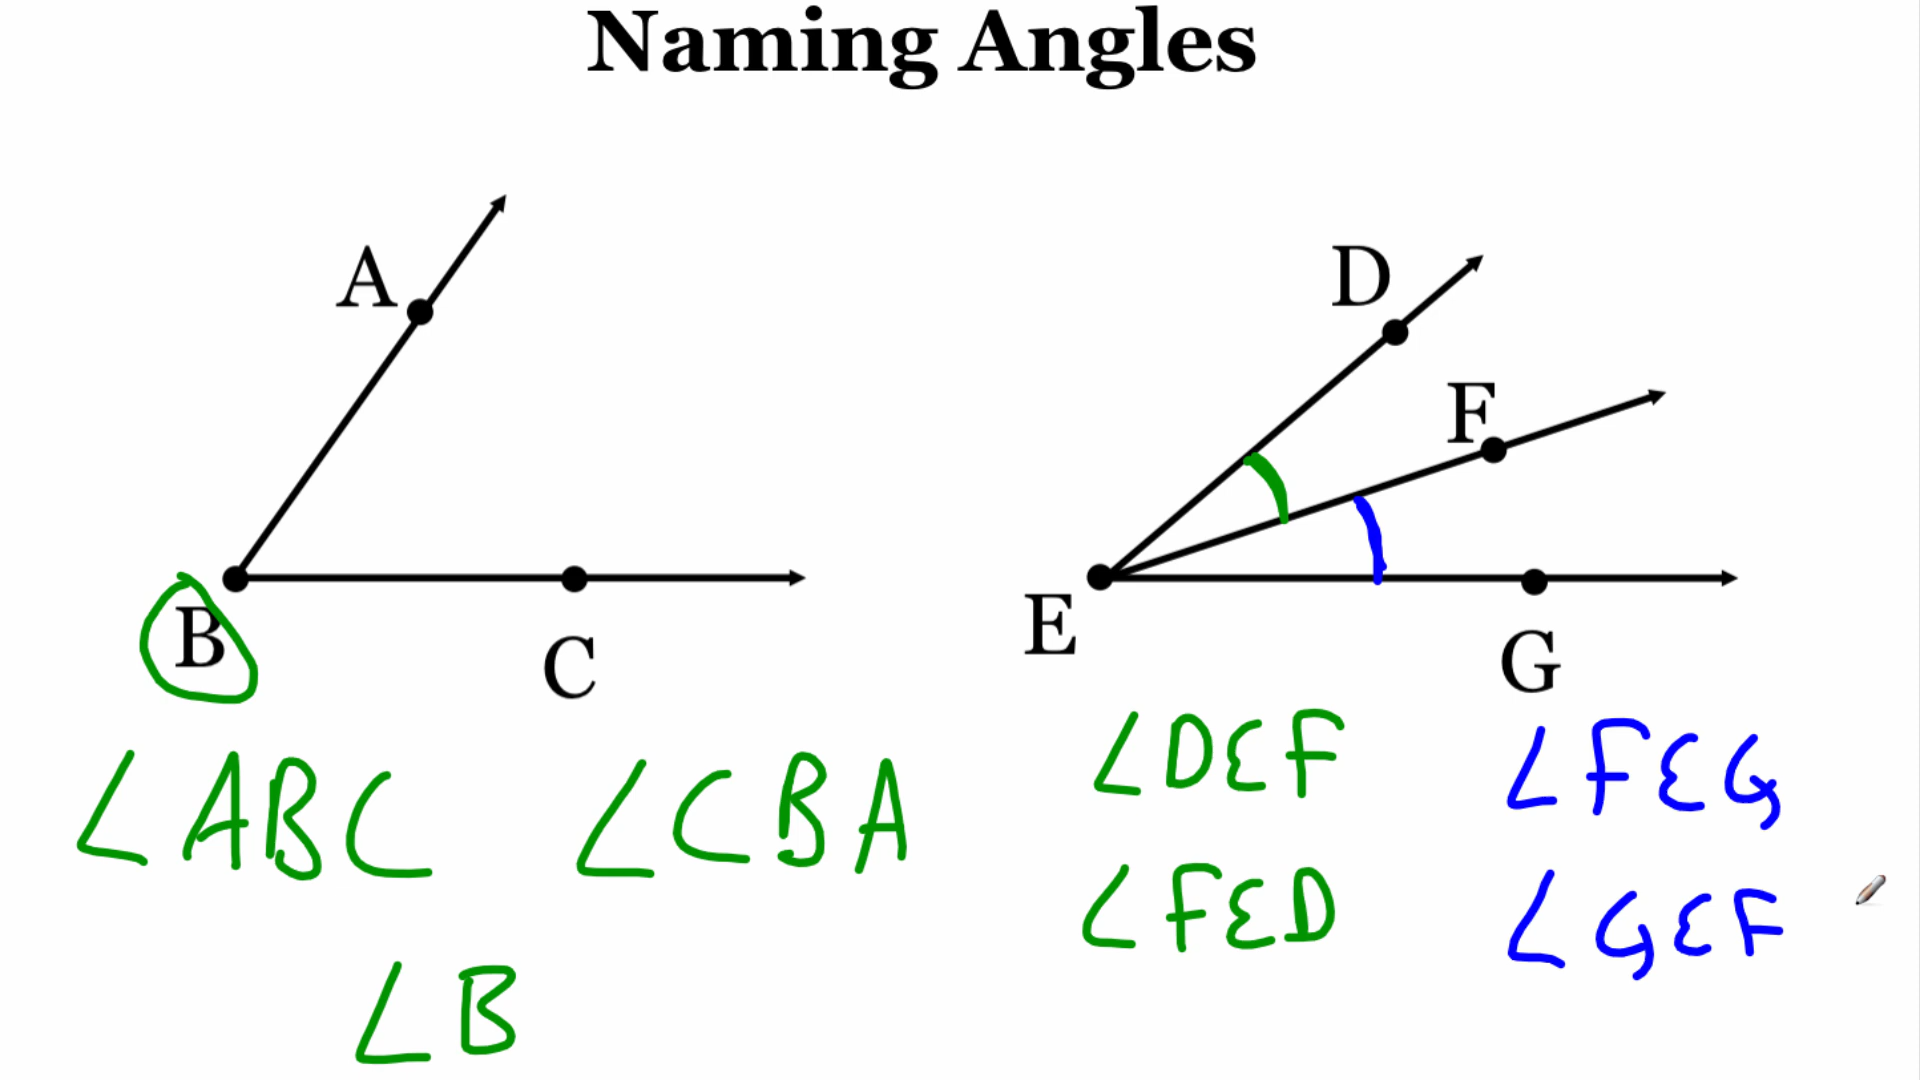 Naming Angles
A
B
C
D
F
E
G
∠ABC ∠CBA
∠B
∠DEF ∠FEG
∠FED ∠GEF